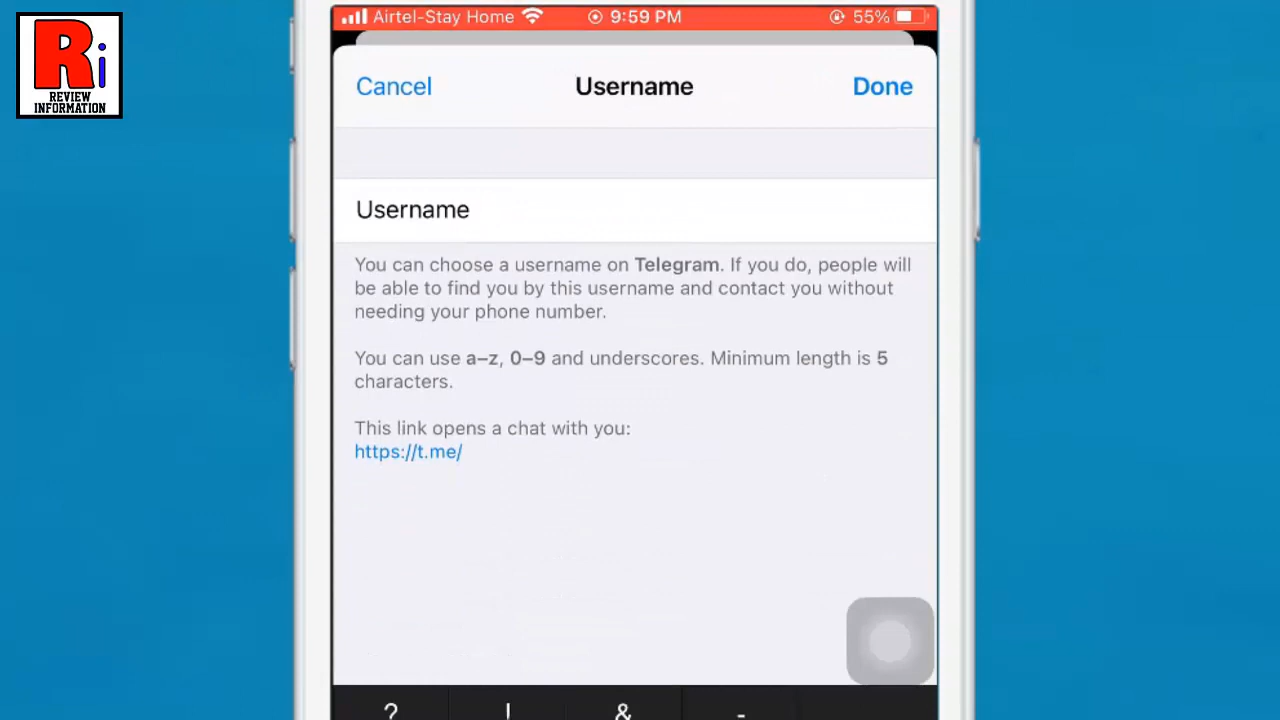 Ri
REVIEW
INFORMATION
Airtel-Stay Home 9:59 PM 55%
Cancel Username Done
Username
You can choose a username on Telegram. If you do, people will
be able to find you by this username and contact you without
needing your phone number.
You can use a–z, 0–9 and underscores. Minimum length is 5
characters.
This link opens a chat with you:
https://t.me/
? ! & -